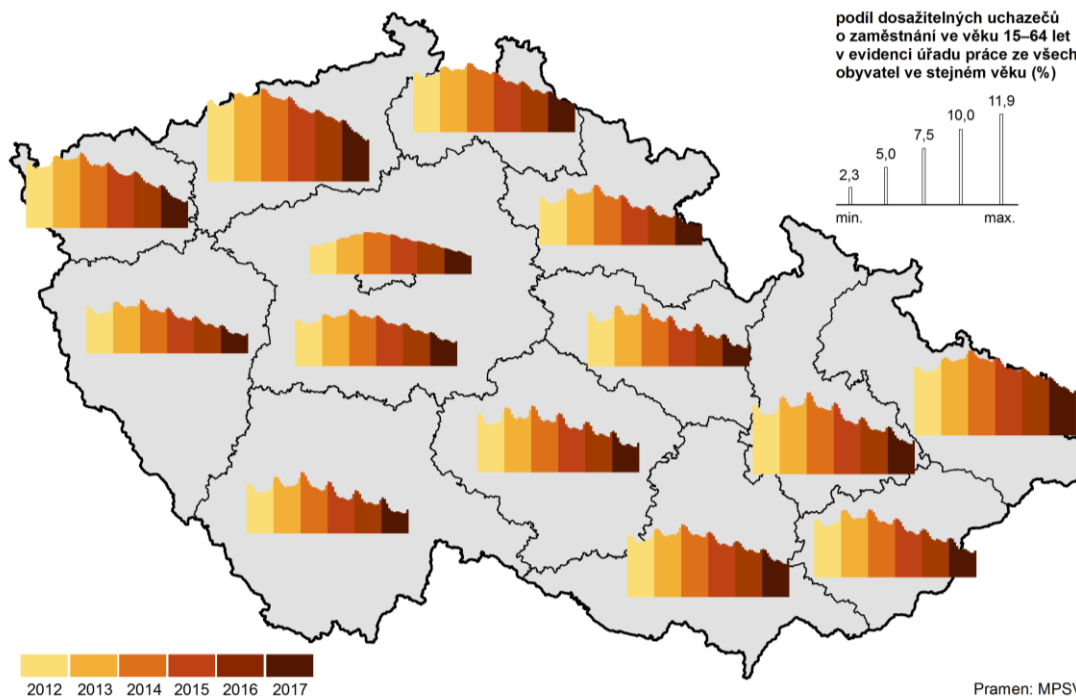 podíl dosažitelných uchazečů
o zaměstnání ve věku 15–64 let
v evidenci úřadu práce ze všech
obyvatel ve stejném věku (%)
11,9
10,0
7,5
5,0
2,3
min.
max.
2012 2013 2014 2015 2016 2017
Pramen: MPSV